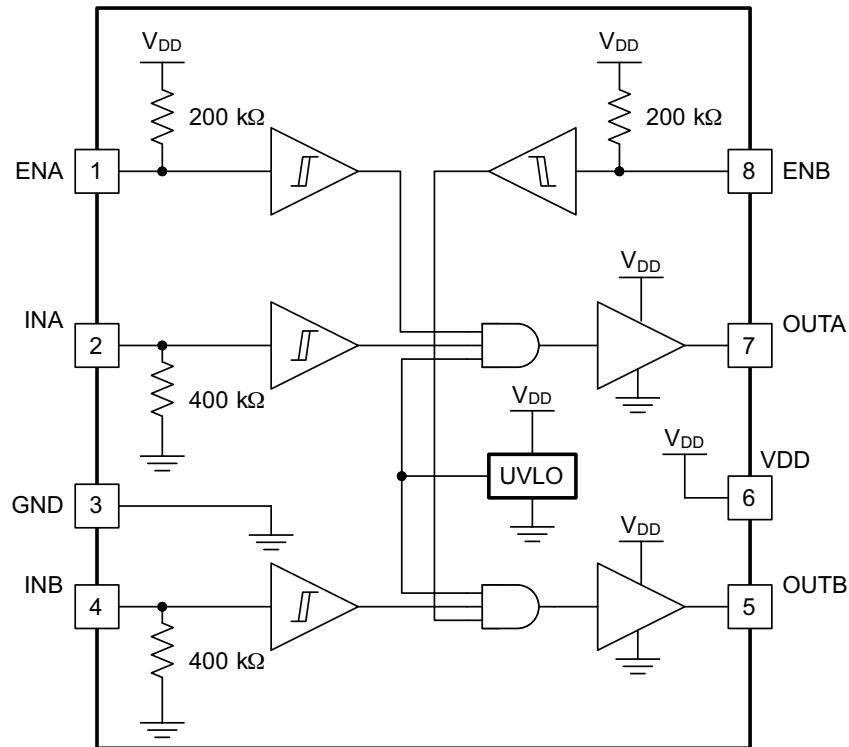 VDD
VDD
200 kΩ
200 kΩ
ENA
1
8
ENB
VDD
INA
2
OUTA
7
400 kΩ
VDD
VDD
VDD
UVLO
6
GND
3
VDD
INB
4
OUTB
5
400 kΩ